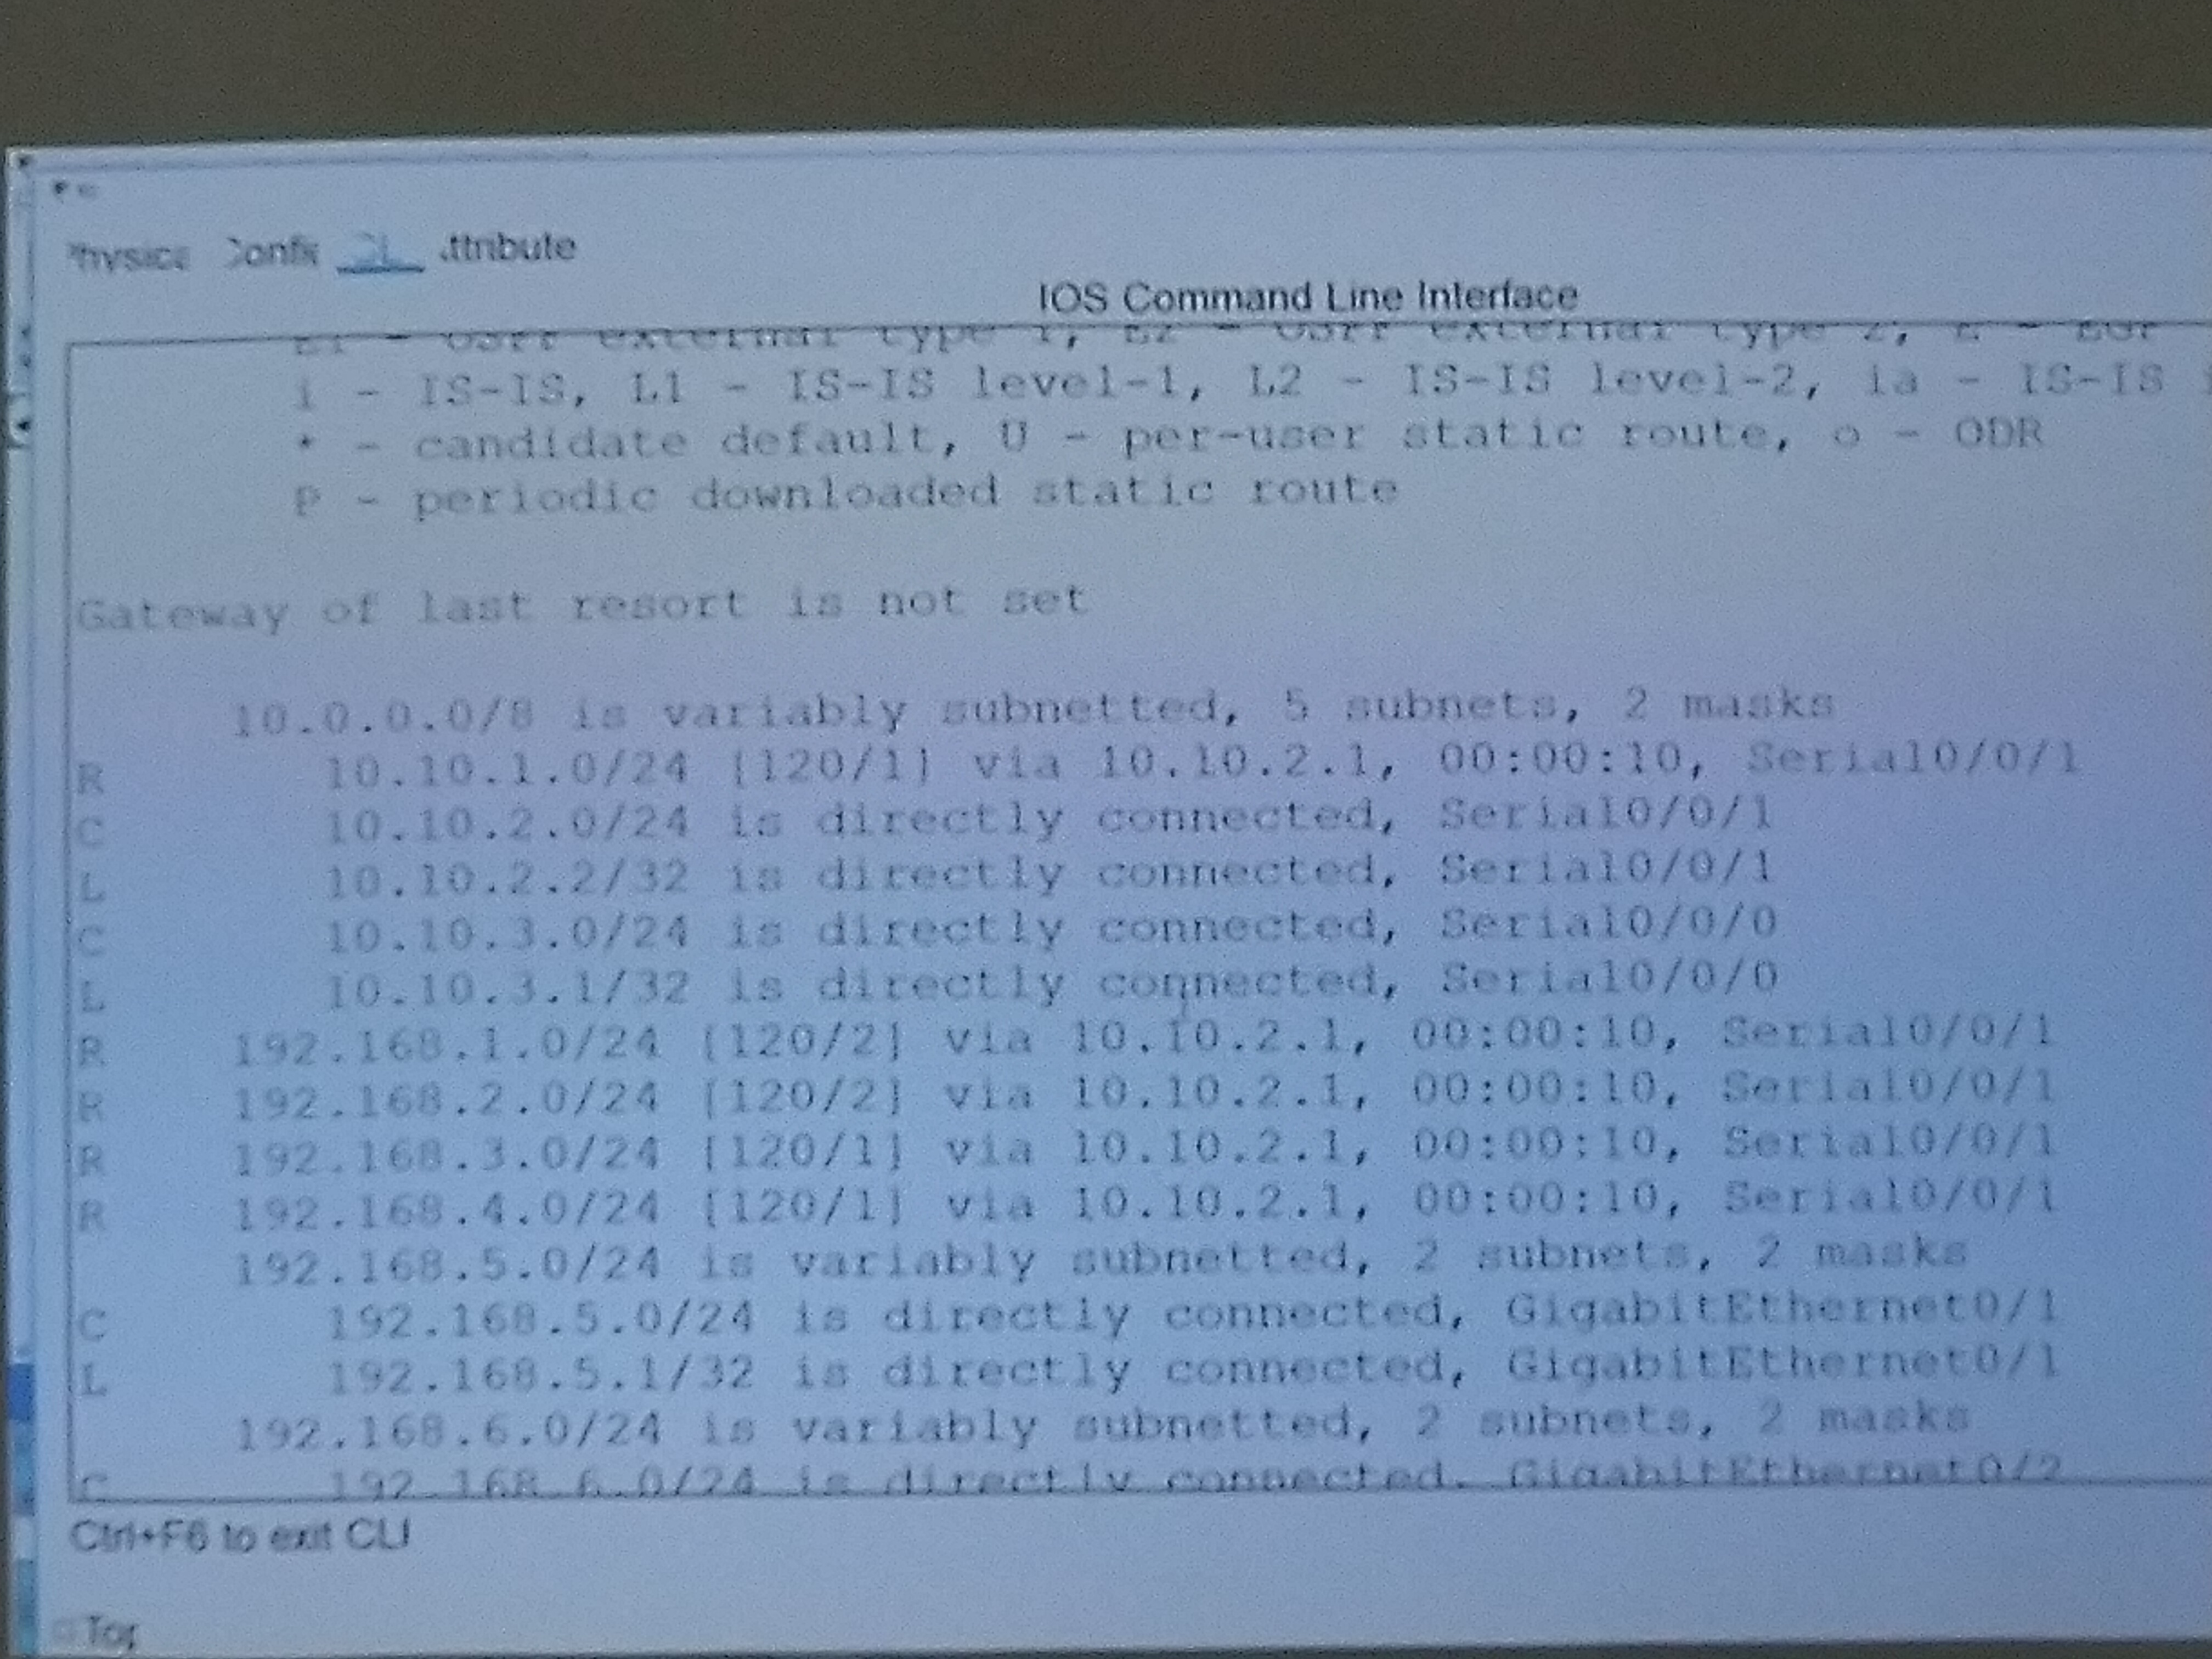 IOS Command Line Interface
E1 - OSPF external type 1, E2 - OSPF external type 2, E - EGP
i - IS-IS, L1 - IS-IS level-1, L2 - IS-IS level-2, ia - IS-IS
* - candidate default, U - per-user static route, o - ODR
P - periodic downloaded static route
Gateway of last resort is not set
10.0.0.0/8 is variably subnetted, 5 subnets, 2 masks
R 10.10.1.0/24 [120/1] via 10.10.2.1, 00:00:10, Serial0/0/1
C 10.10.2.0/24 is directly connected, Serial0/0/1
L 10.10.2.2/32 is directly connected, Serial0/0/1
C 10.10.3.0/24 is directly connected, Serial0/0/0
L 10.10.3.1/32 is directly connected, Serial0/0/0
R 192.168.1.0/24 [120/2] via 10.10.2.1, 00:00:10, Serial0/0/1
R 192.168.2.0/24 [120/2] via 10.10.2.1, 00:00:10, Serial0/0/1
R 192.168.3.0/24 [120/1] via 10.10.2.1, 00:00:10, Serial0/0/1
R 192.168.4.0/24 [120/1] via 10.10.2.1, 00:00:10, Serial0/0/1
192.168.5.0/24 is variably subnetted, 2 subnets, 2 masks
C 192.168.5.0/24 is directly connected, GigabitEthernet0/1
L 192.168.5.1/32 is directly connected, GigabitEthernet0/1
192.168.6.0/24 is variably subnetted, 2 subnets, 2 masks
C 192.168.6.0/24 is directly connected, GigabitEthernet0/2
Ctrl+F6 to exit CLI